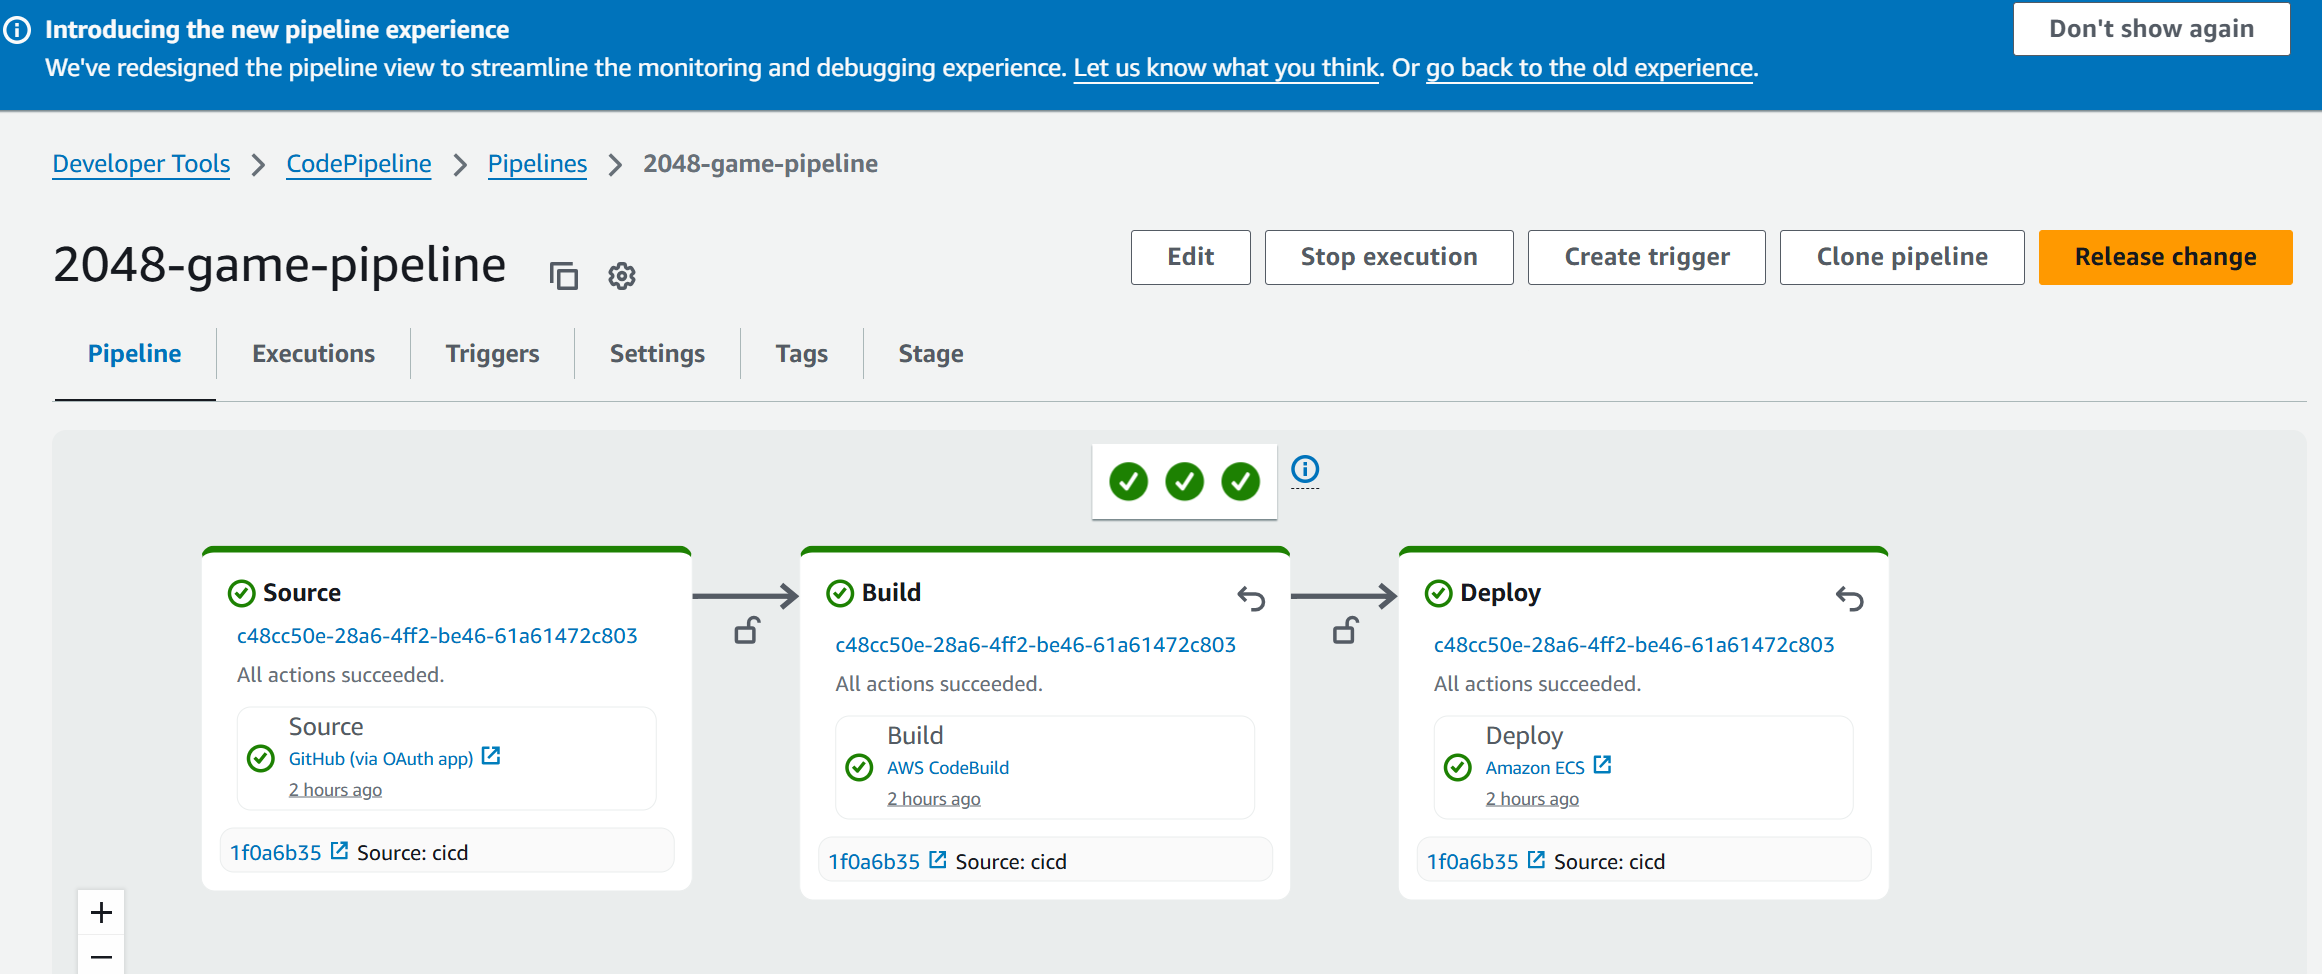 Introducing the new pipeline experience
Don't show again
We've redesigned the pipeline view to streamline the monitoring and debugging experience. Let us know what you think. Or go back to the old experience.
Developer Tools
CodePipeline
Pipelines
2048-game-pipeline
2048-game-pipeline
Edit
Stop execution
Create trigger
Clone pipeline
Release change
Pipeline
Executions
Triggers
Settings
Tags
Stage
Source
c48cc50e-28a6-4ff2-be46-61a61472c803
All actions succeeded.
Source
GitHub (via OAuth app)
2 hours ago
1f0a6b35 Source: cicd
Build
c48cc50e-28a6-4ff2-be46-61a61472c803
All actions succeeded.
Build
AWS CodeBuild
2 hours ago
1f0a6b35 Source: cicd
Deploy
c48cc50e-28a6-4ff2-be46-61a61472c803
All actions succeeded.
Deploy
Amazon ECS
2 hours ago
1f0a6b35 Source: cicd